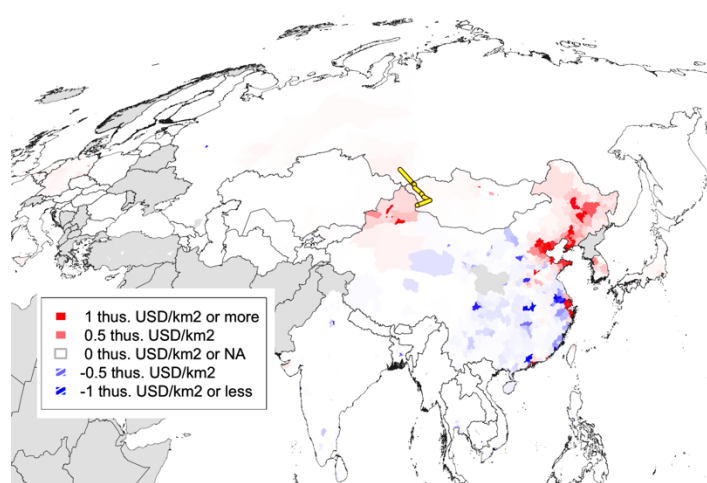 1 thus. USD/km2 or more
0.5 thus. USD/km2
0 thus. USD/km2 or NA
-0.5 thus. USD/km2
-1 thus. USD/km2 or less